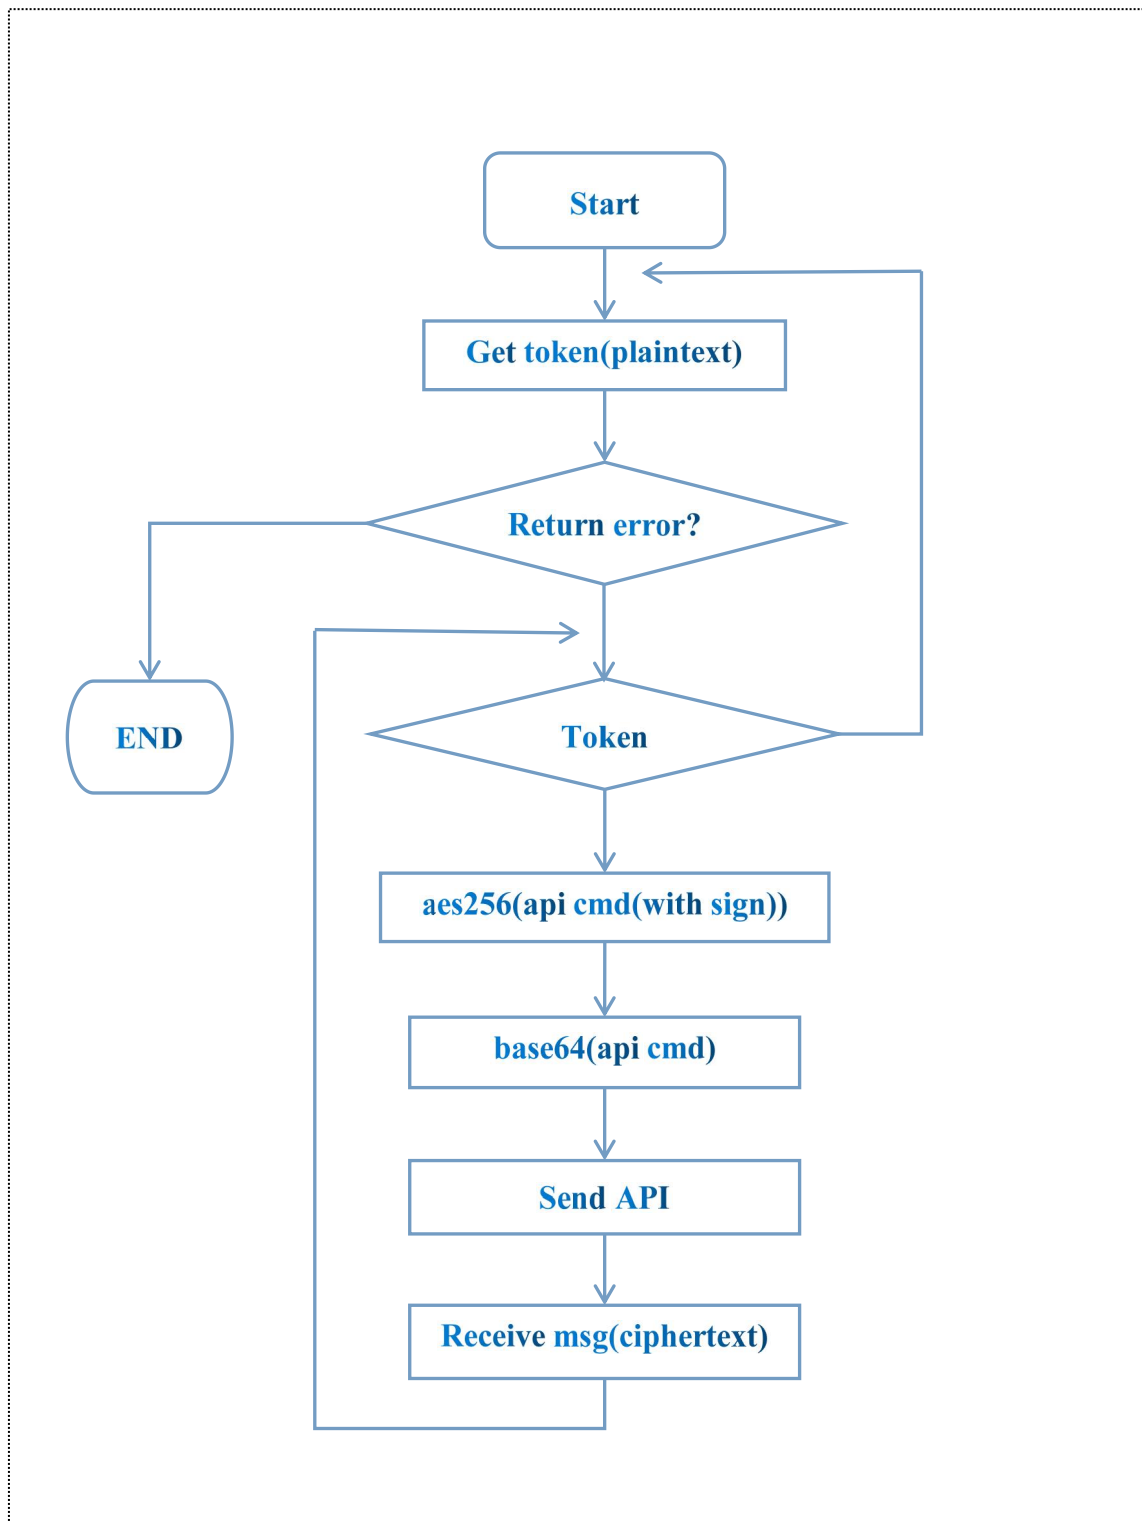 Start
Get token(plaintext)
Return error?
END
Token
aes256(api cmd(with sign))
base64(api cmd)
Send API
Receive msg(ciphertext)